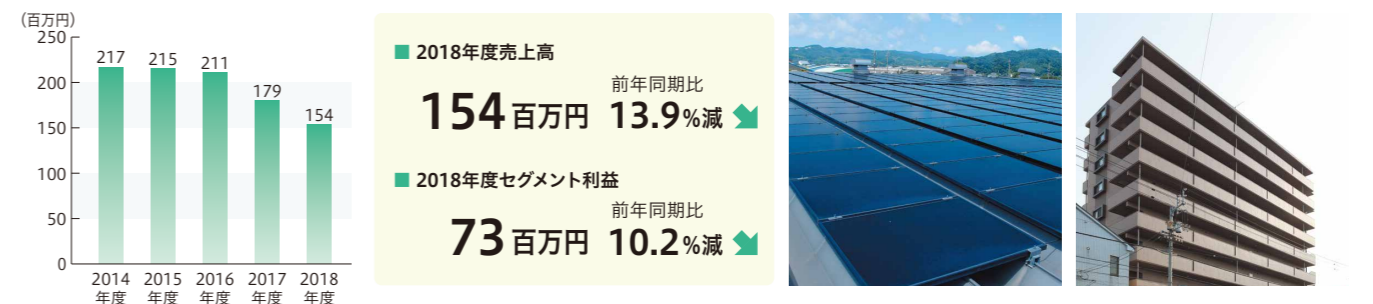 （百万円）
250
200
150
100
50
0
217
215
211
179
154
2014
年度
2015
年度
2016
年度
2017
年度
2018
年度
■ 2018年度売上高
前年同期比
154百万円 13.9%減
■ 2018年度セグメント利益
前年同期比
73百万円 10.2%減